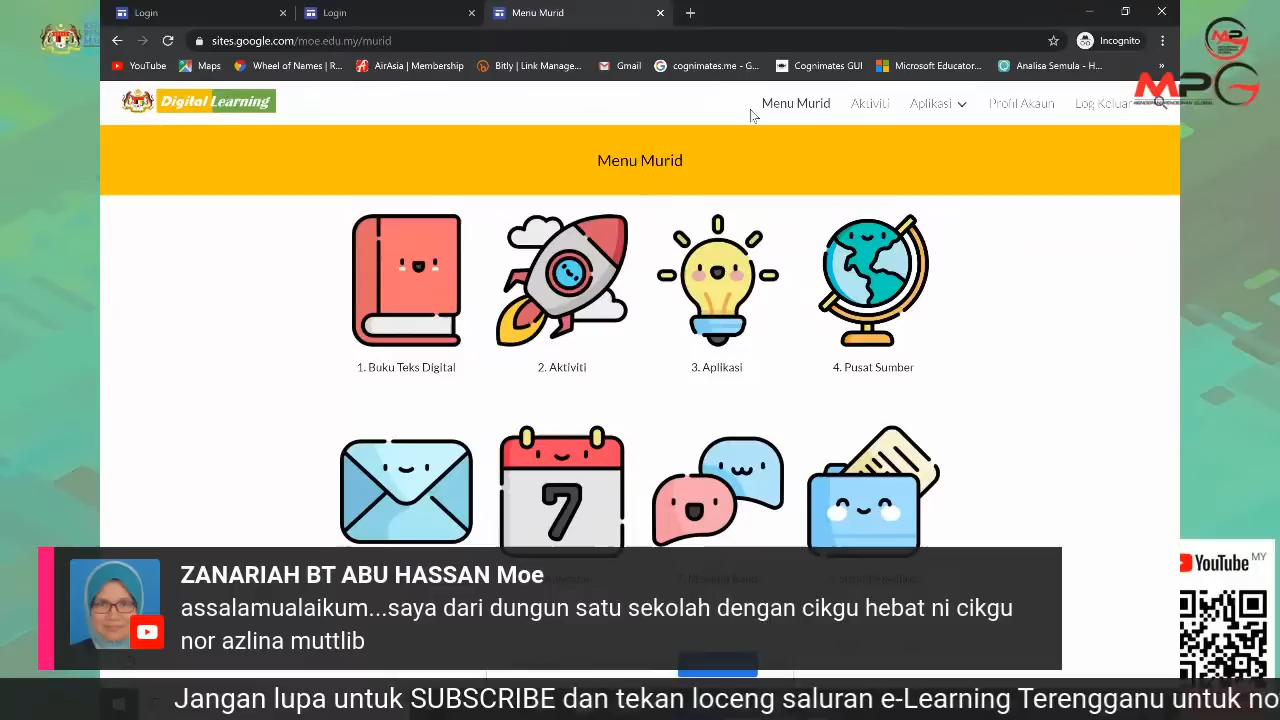 Login
Login
Menu Murid
sites.google.com/moe.edu.my/murid
Incognito
YouTube
Maps
Wheel of Names | R...
AirAsia | Membership
Bitly | Link Manage...
Gmail
cognimates.me - G...
Cognimates GUI
Microsoft Educator...
Analisa Semula - H...
»
Digital Learning
Menu Murid
Aktiviti
Aplikasi
Profil Akaun
Log Keluar
MPG
Menu Murid
1. Buku Teks Digital
2. Aktiviti
3. Aplikasi
4. Pusat Sumber
7
ZANARIAH BT ABU HASSAN Moe
assalamualaikum...saya dari dungun satu sekolah dengan cikgu hebat ni cikgu
nor azlina muttlib
YouTube MY
Jangan lupa untuk SUBSCRIBE dan tekan loceng saluran e-Learning Terengganu untuk no